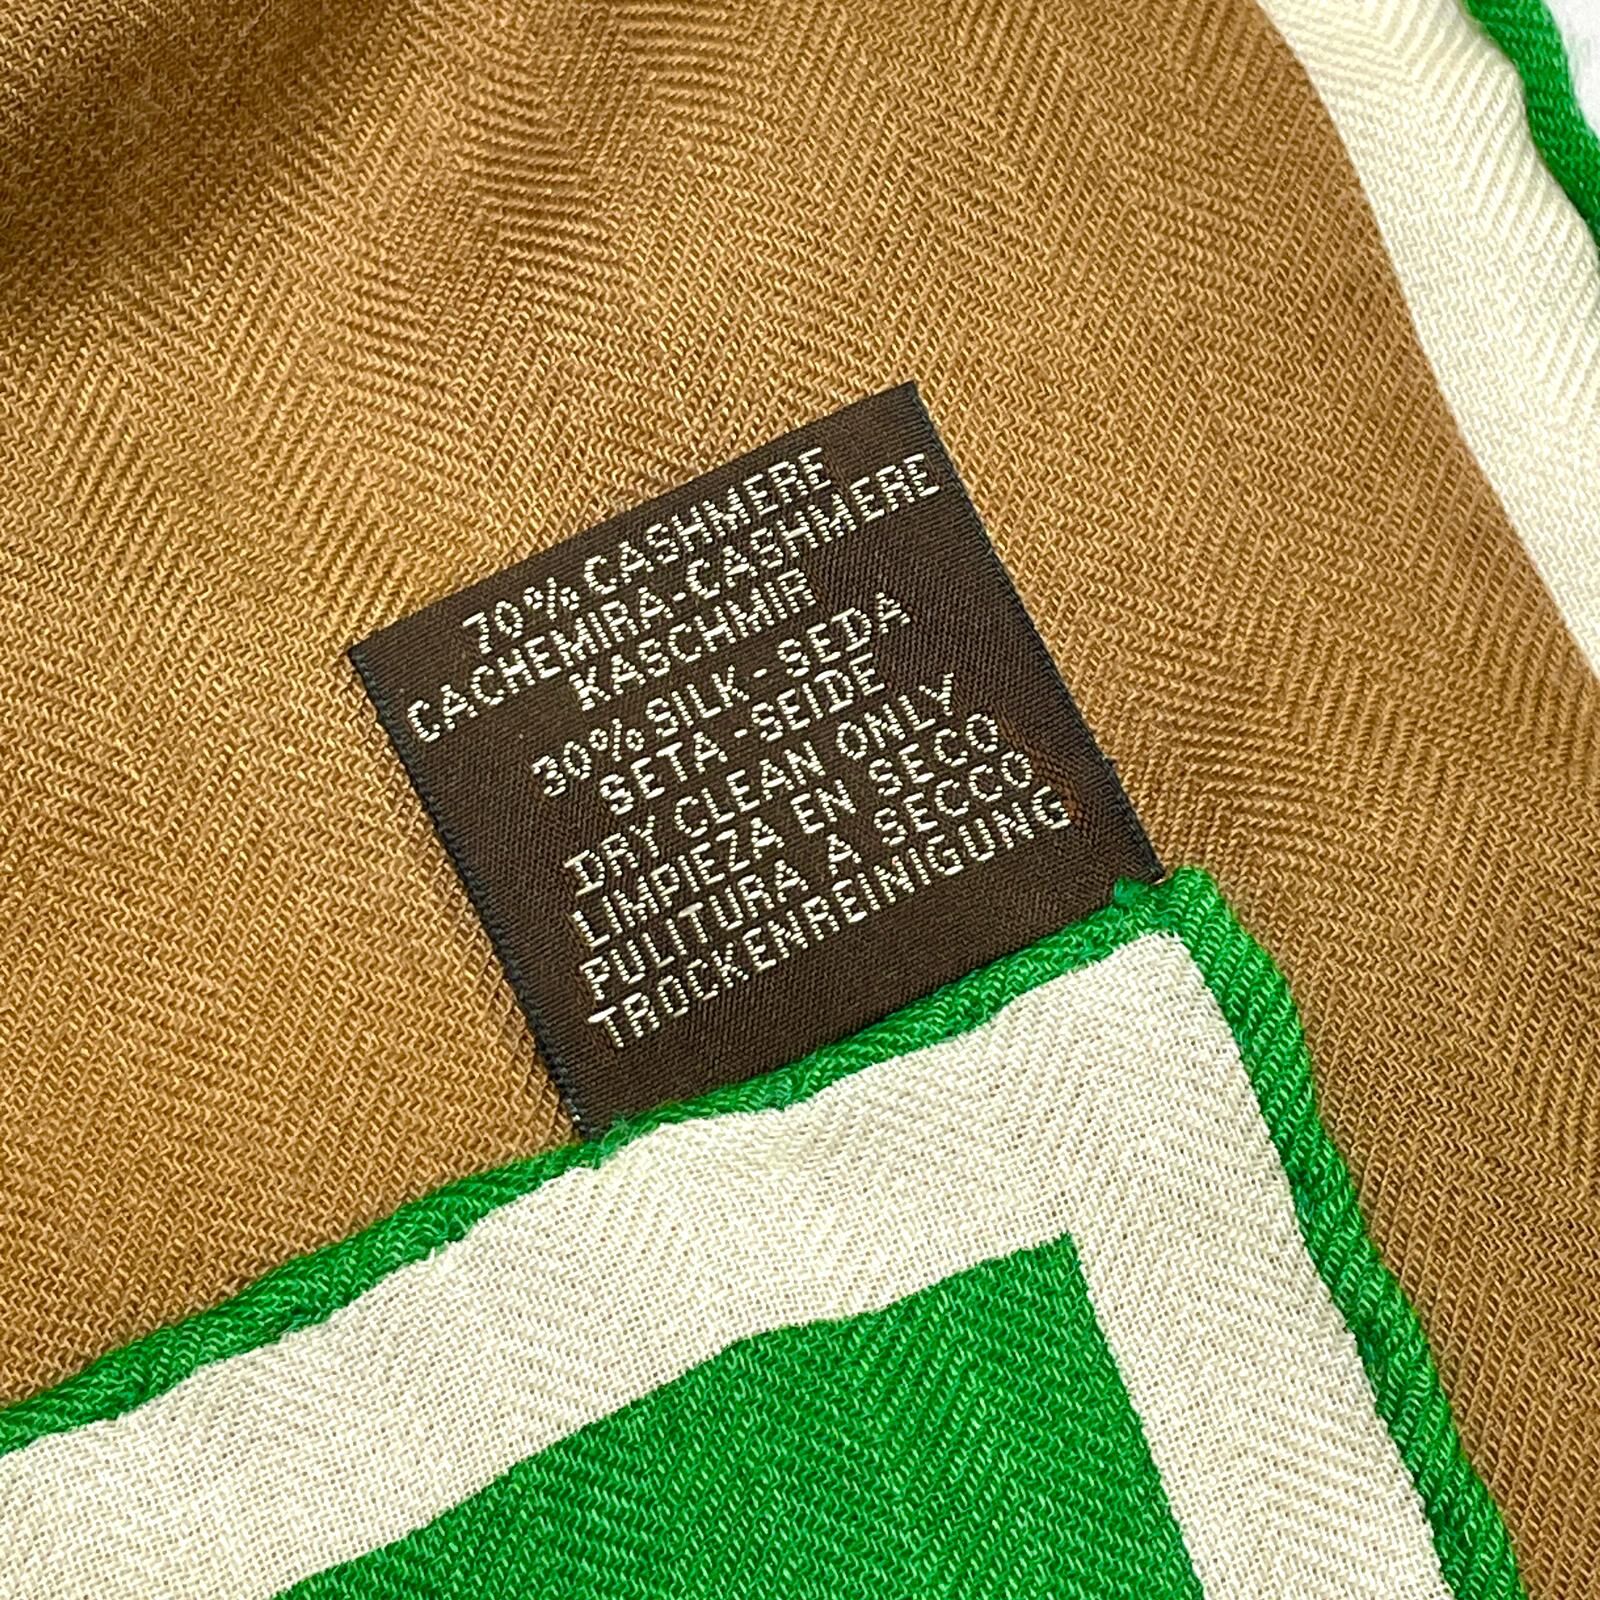 70% CASHMERE
CACHEMIRA-CASHMERE
KASCHMIR
30% SILK-SEDA
SETA-SEIDE
DRY CLEAN ONLY
LIMPIEZA EN SECO
PULITURA A SECCO
TROCKENREINIGUNG